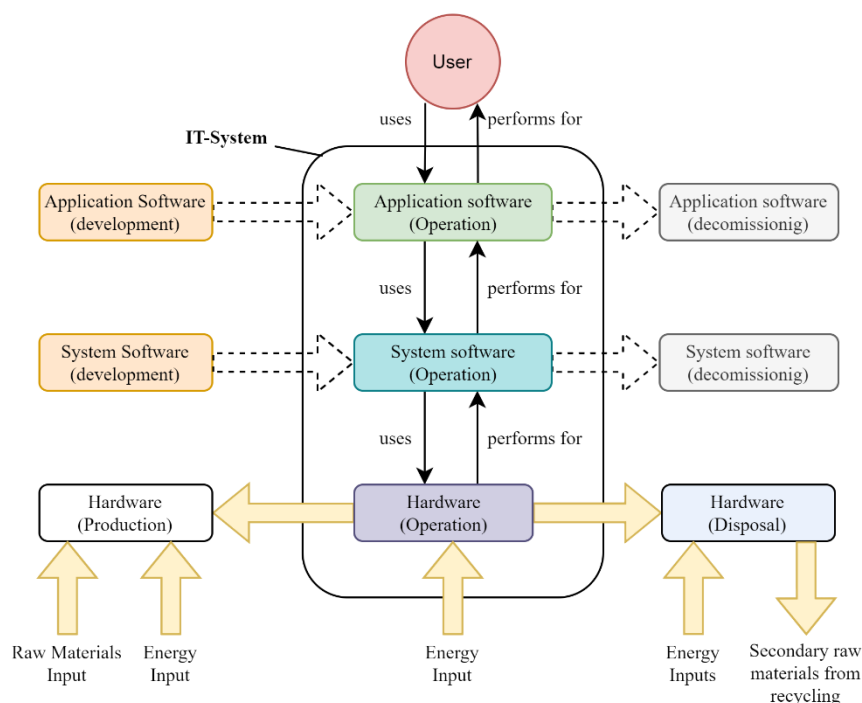 User
uses
performs for
IT-System
Application Software
(development)
Application software
(Operation)
Application software
(decomissionig)
uses
performs for
System Software
(development)
System software
(Operation)
System software
(decomissionig)
uses
performs for
Hardware
(Production)
Hardware
(Operation)
Hardware
(Disposal)
Raw Materials
Input
Energy
Input
Energy
Input
Energy
Inputs
Secondary raw
materials from
recycling